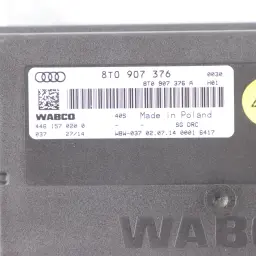 8T0 907 376 0030
8T0 907 376 A H01
WABCO 405 Made in Poland
446 157 020 0 - - SG DRC
037 27/14 WBW-037 02.07.14 0001 6417
WABC